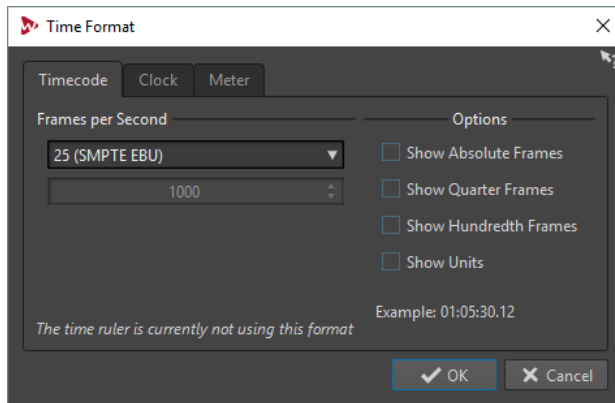 Time Format
Timecode
Clock
Meter
Frames per Second
Options
25 (SMPTE EBU)
1000
Show Absolute Frames
Show Quarter Frames
Show Hundredth Frames
Show Units
Example: 01:05:30.12
The time ruler is currently not using this format
OK
Cancel